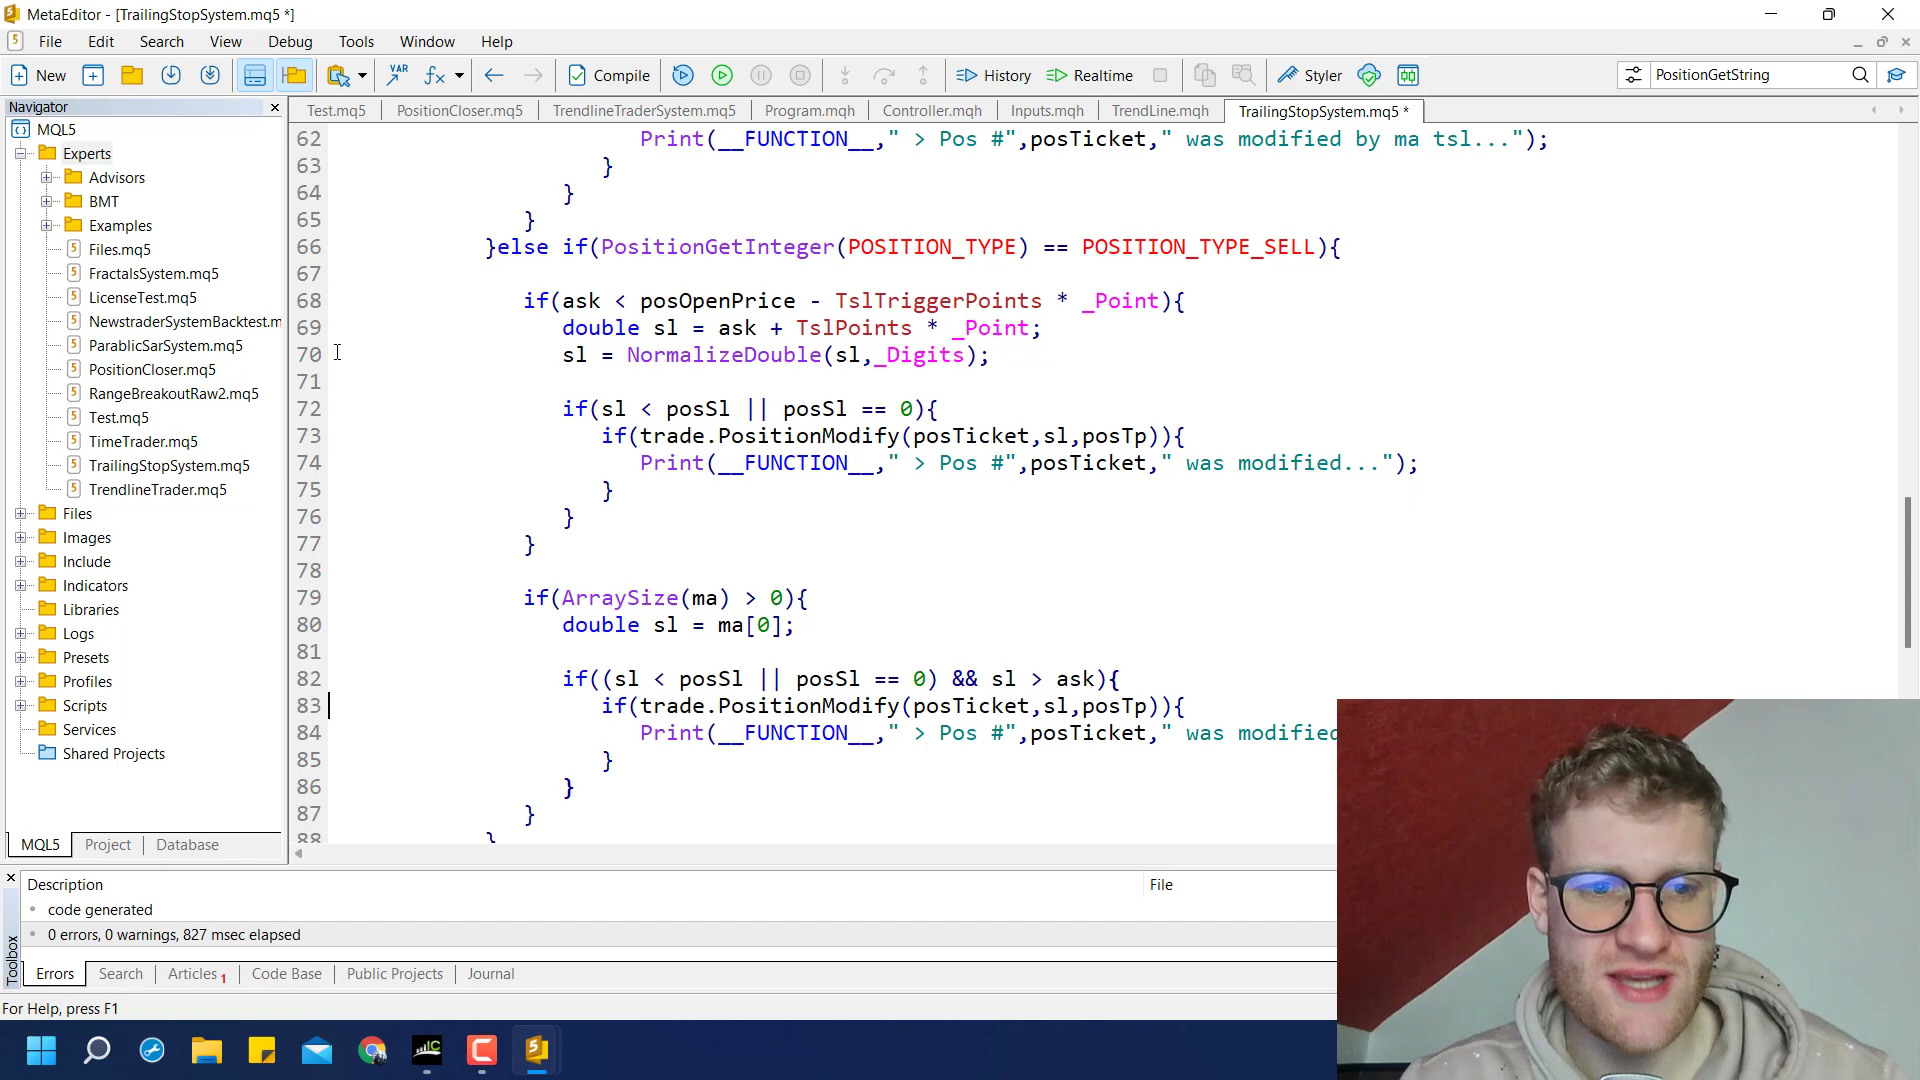 MetaEditor - [TrailingStopSystem.mq5 *]
File Edit Search View Debug Tools Window Help
New Compile History Realtime Styler PositionGetString
Navigator
Test.mq5 PositionCloser.mq5 TrendlineTraderSystem.mq5 Program.mqh Controller.mqh Inputs.mqh TrendLine.mqh TrailingStopSystem.mq5 *
MQL5
Experts
Advisors
BMT
Examples
Files.mq5
FractalsSystem.mq5
LicenseTest.mq5
NewstraderSystemBacktest.m
ParablicSarSystem.mq5
PositionCloser.mq5
RangeBreakoutRaw2.mq5
Test.mq5
TimeTrader.mq5
TrailingStopSystem.mq5
TrendlineTrader.mq5
Files
Images
Include
Indicators
Libraries
Logs
Presets
Profiles
Scripts
Services
Shared Projects
MQL5 Project Database
62 Print(__FUNCTION__," > Pos #",posTicket," was modified by ma tsl...");
63 }
64 }
65 }
66 }else if(PositionGetInteger(POSITION_TYPE) == POSITION_TYPE_SELL){
67
68 if(ask < posOpenPrice - TslTriggerPoints * _Point){
69 double sl = ask + TslPoints * _Point;
70 sl = NormalizeDouble(sl,_Digits);
71
72 if(sl < posSl || posSl == 0){
73 if(trade.PositionModify(posTicket,sl,posTp)){
74 Print(__FUNCTION__," > Pos #",posTicket," was modified...");
75 }
76 }
77 }
78
79 if(ArraySize(ma) > 0){
80 double sl = ma[0];
81
82 if((sl < posSl || posSl == 0) && sl > ask){
83 if(trade.PositionModify(posTicket,sl,posTp)){
84 Print(__FUNCTION__," > Pos #",posTicket," was modified
85 }
86 }
87 }
88 }
Description File
code generated
0 errors, 0 warnings, 827 msec elapsed
Toolbox
Errors Search Articles 1 Code Base Public Projects Journal
For Help, press F1